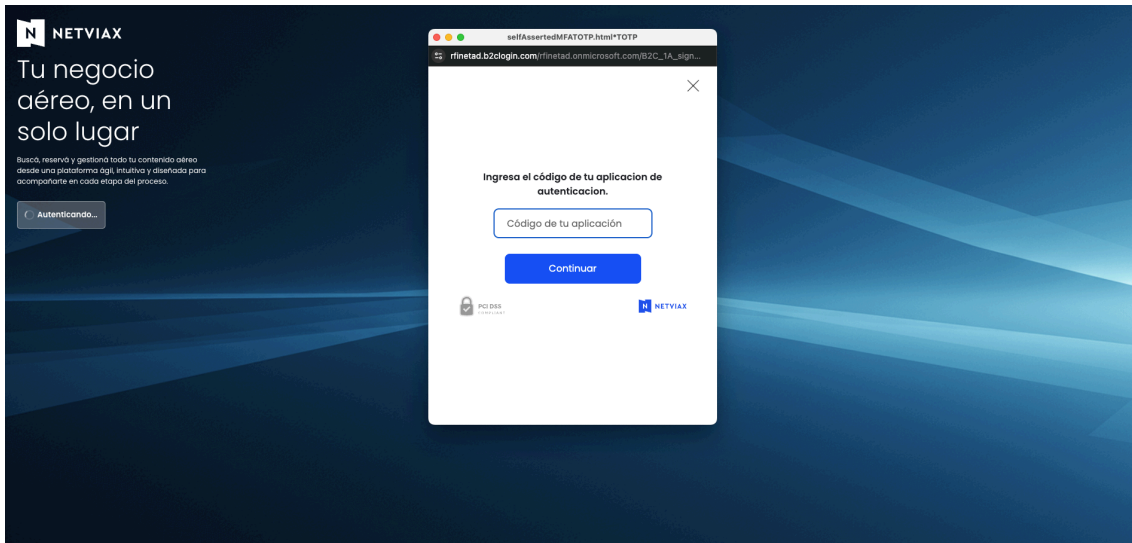 NETVIAX
Tu negocio
aéreo, en un
solo lugar
Buscá, reservá y gestioná todo tu contenido aéreo
desde una plataforma ágil, intuitiva y diseñada para
acompañarte en cada etapa del proceso.
Autenticando...
selfAssertedMFATOTP.html*TOTP
rfinetad.b2clogin.com/rfinetad.onmicrosoft.com/B2C_1A_sign...
Ingresa el código de tu aplicacion de
autenticacion.
Código de tu aplicación
Continuar
PCI DSS
COMPLIANT
N NETVIAX